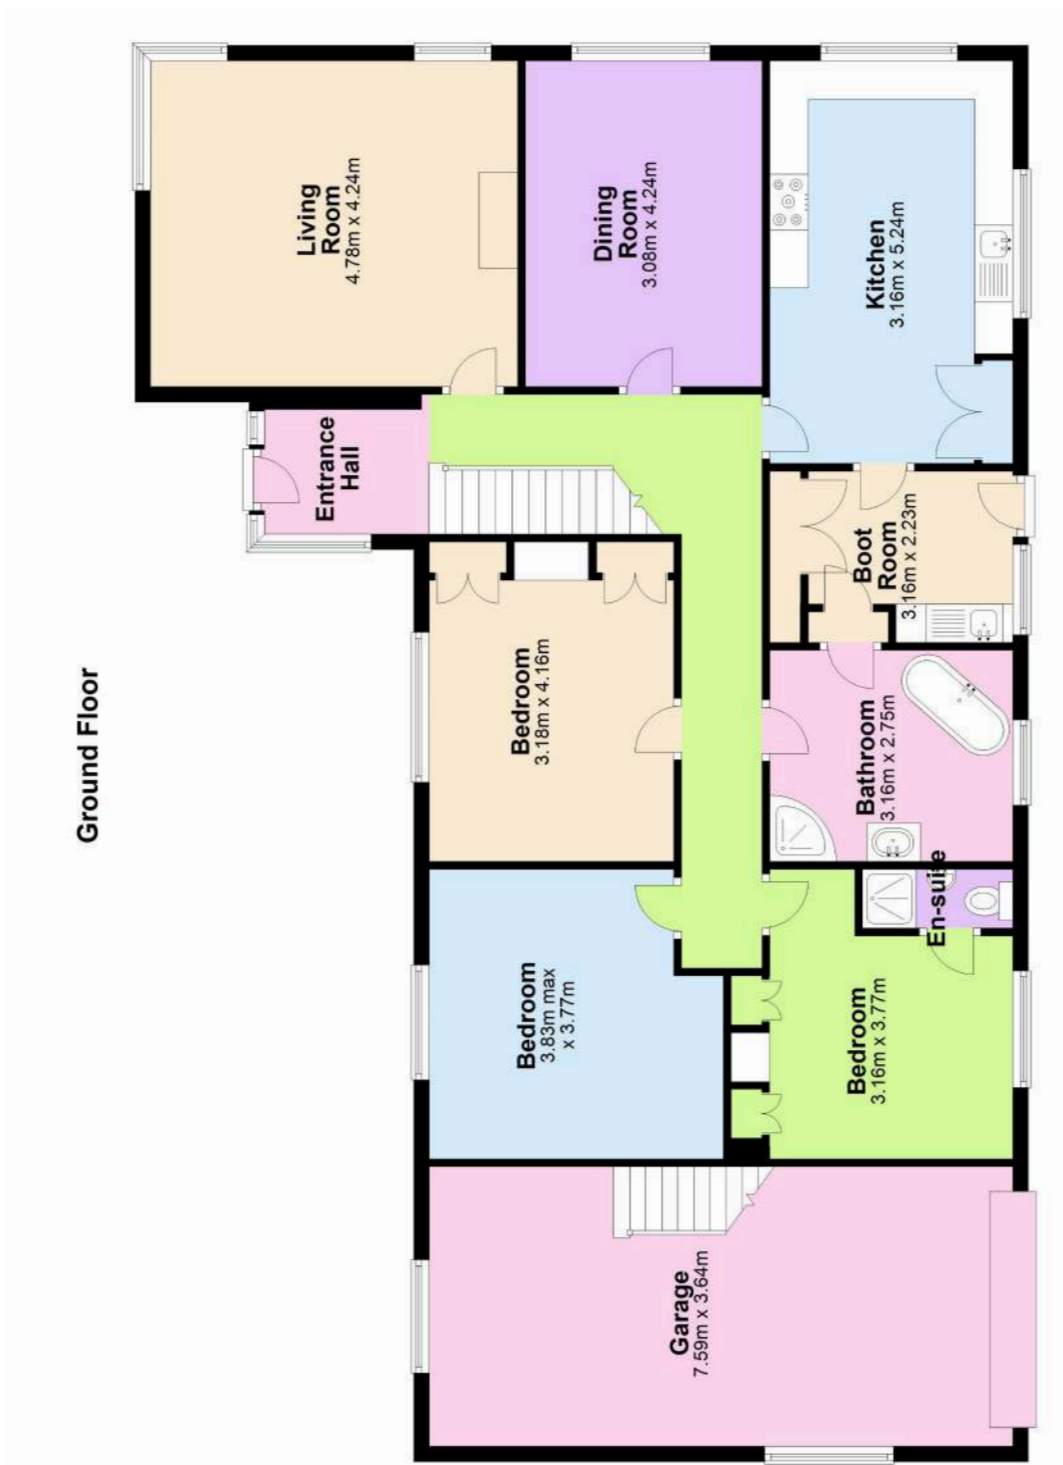 Ground Floor
Living
Room
4.78m x 4.24m
Dining
Room
3.08m x 4.24m
Kitchen
3.16m x 5.24m
Entrance
Hall
Boot
Room
3.16m x 2.23m
Bedroom
3.18m x 4.16m
Bathroom
3.16m x 2.75m
En-suite
Bedroom
3.83m max
x 3.77m
Bedroom
3.16m x 3.77m
Garage
7.59m x 3.64m